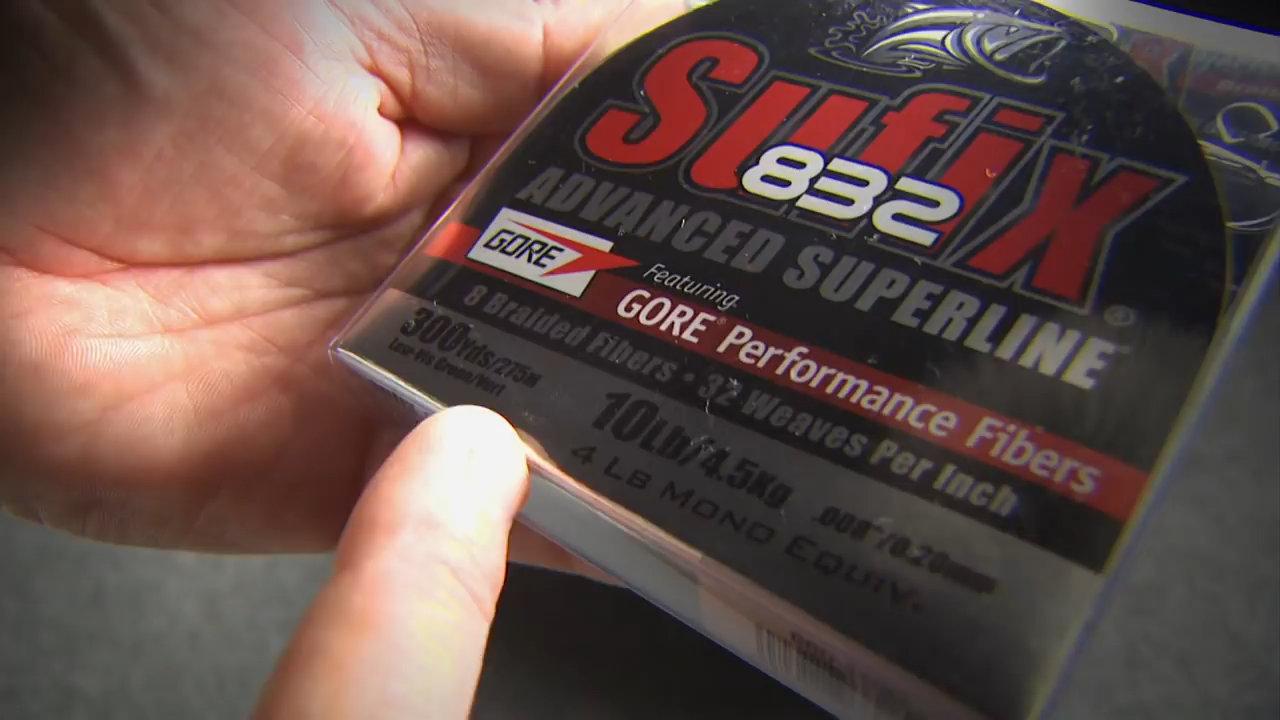 Sufix®
832
ADVANCED SUPERLINE
GORE
Featuring
GORE® Performance Fibers
8 Braided Fibers • 32 Weaves Per Inch
300Yds/275m
Low-Vis Green/Vert
10Lb/4.5Kg
.008"/0.20mm
4 LB MONO EQUIV.